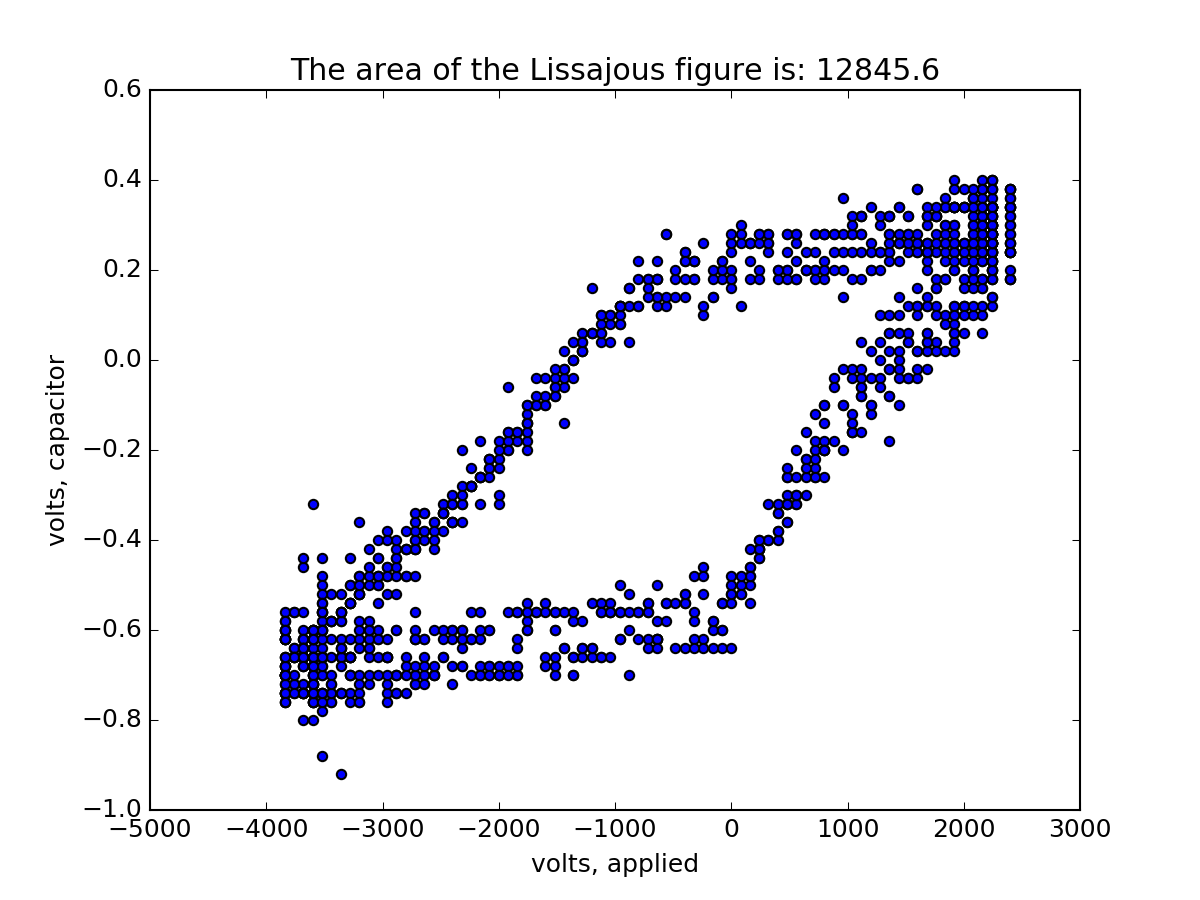 The area of the Lissajous figure is: 12845.6
0.6
0.4
0.2
0.0
−0.2
−0.4
−0.6
−0.8
−1.0
volts, capacitor
−5000 −4000 −3000 −2000 −1000 0 1000 2000 3000
volts, applied